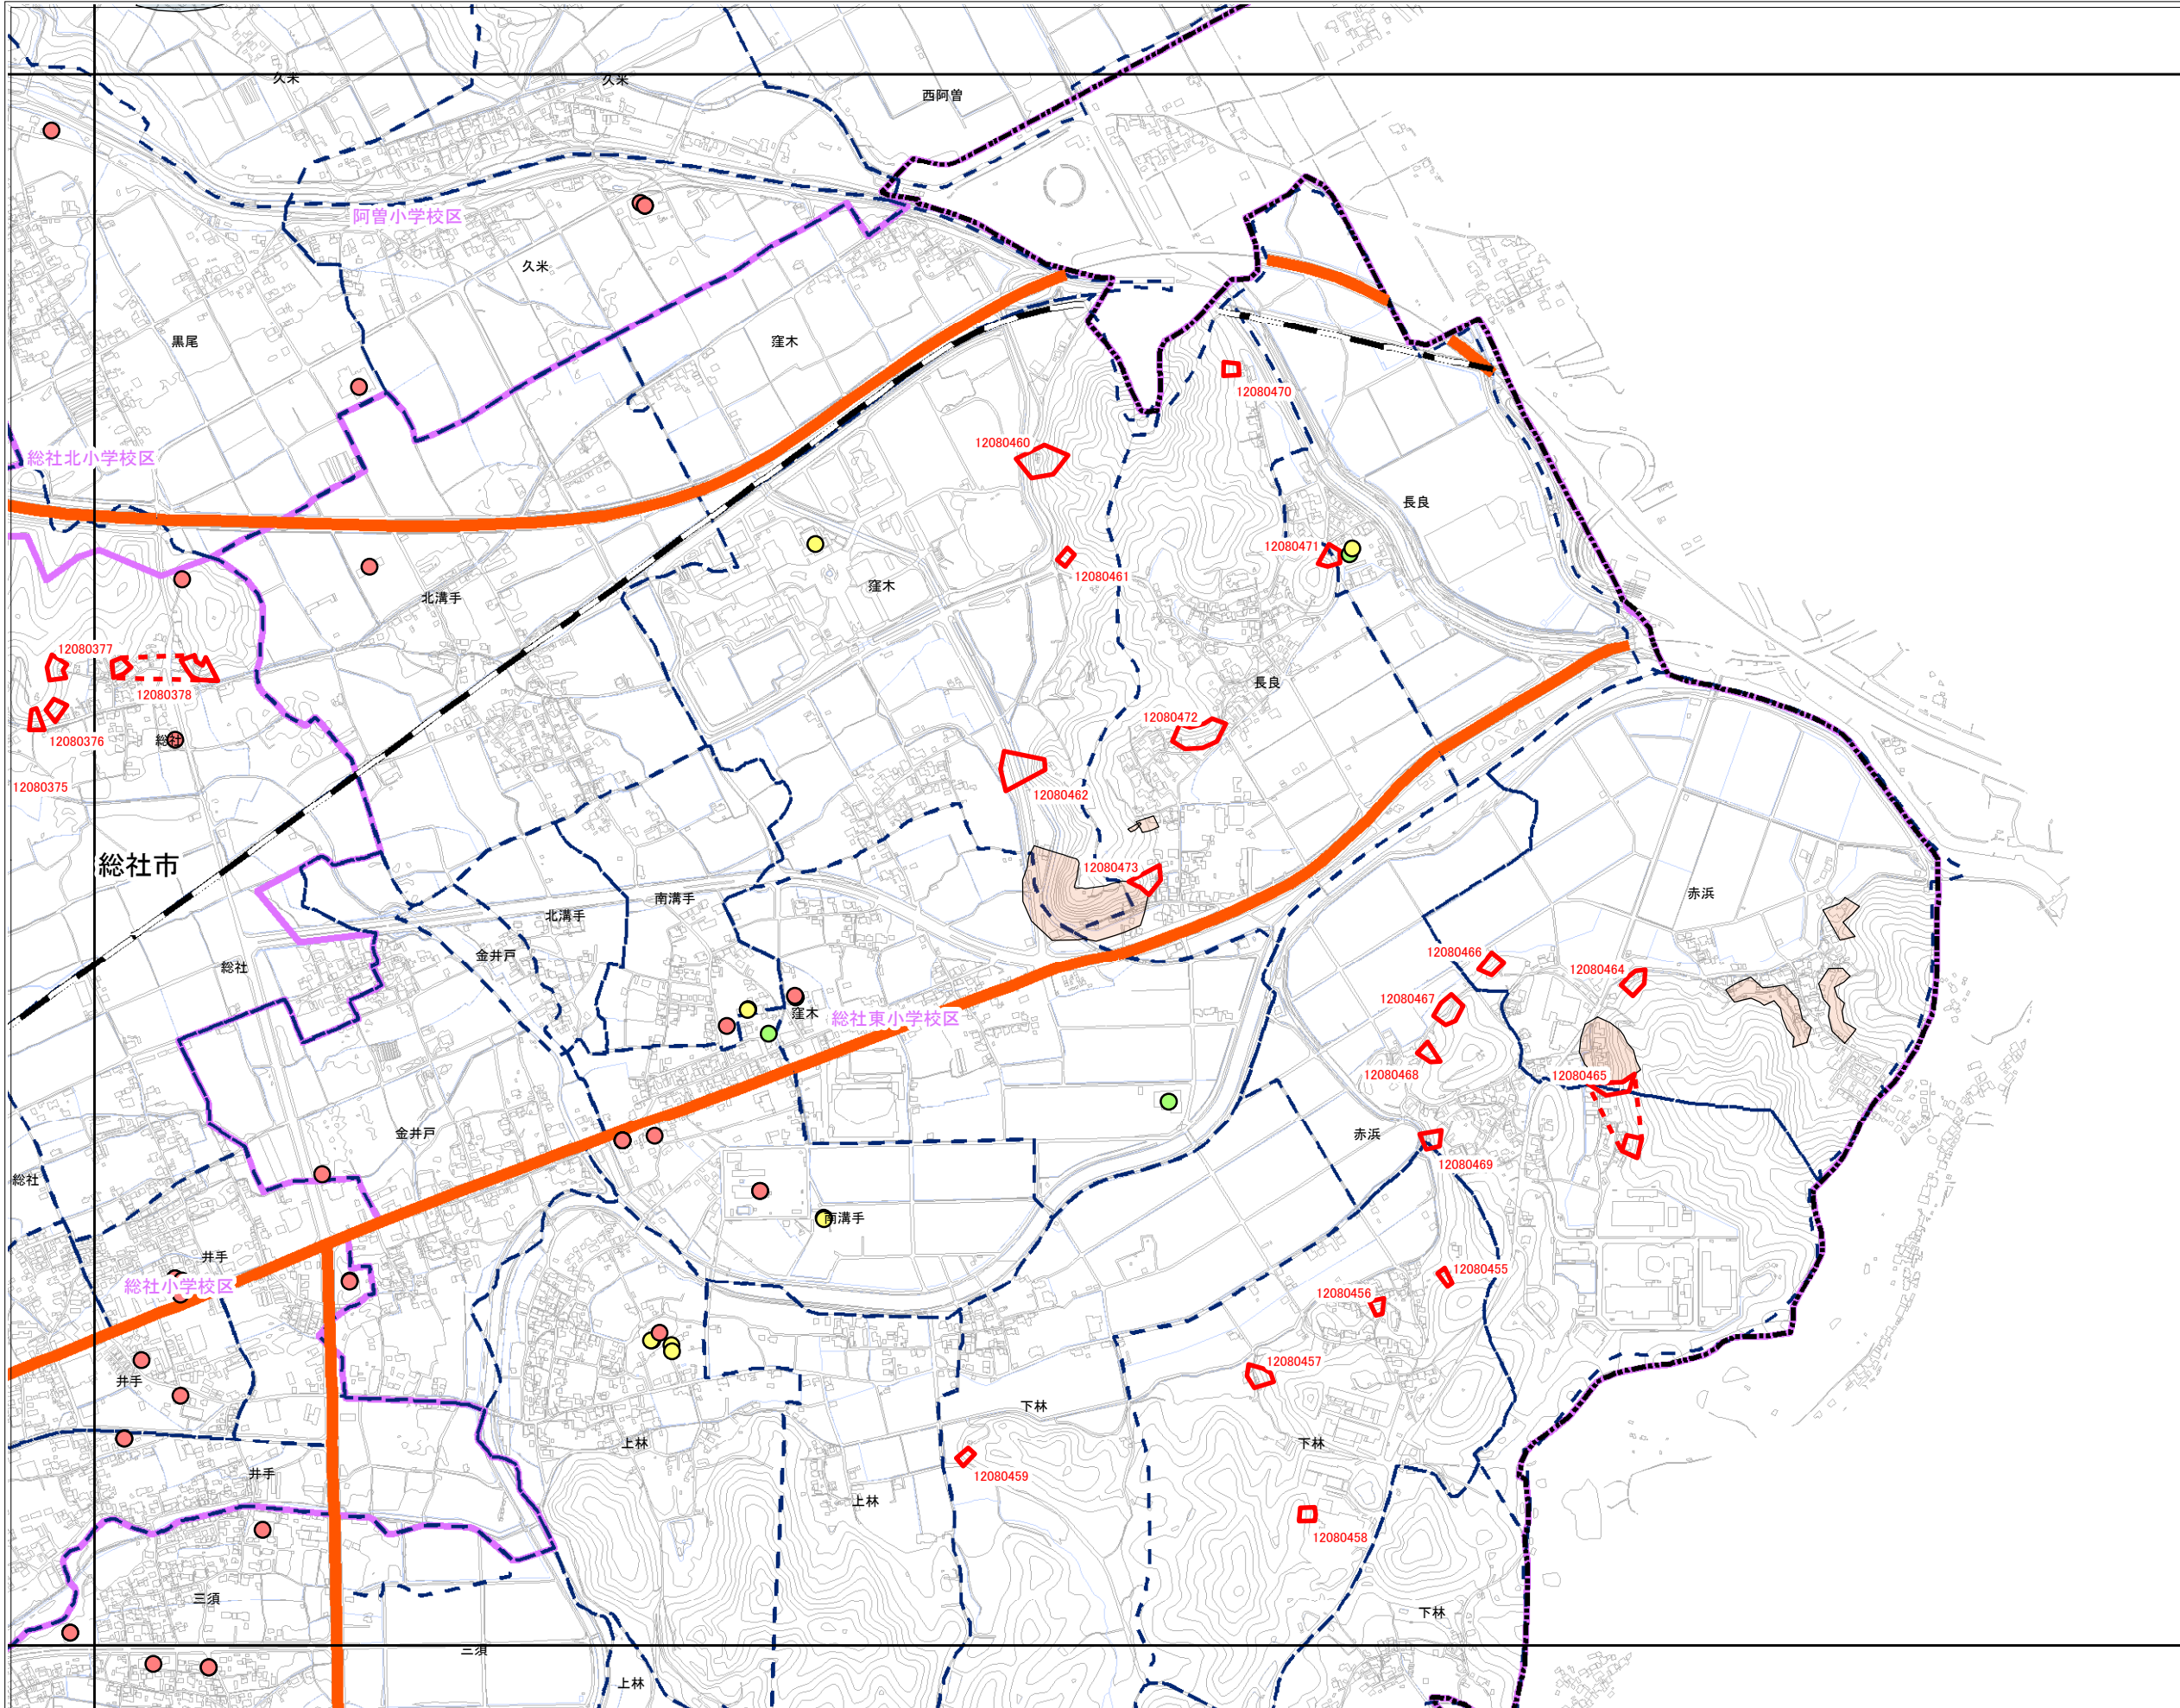 久米
久米
西阿曽
阿曽小学校区
久米
黒尾
窪木
12080470
12080460
総社北小学校区
長良
12080471
12080461
窪木
北溝手
12080377
12080378
長良
12080472
12080376
総社
12080375
12080462
総社市
12080473
赤浜
南溝手
北溝手
金井戸
12080466
12080464
総社
12080467
窪木
総社東小学校区
12080468
12080465
金井戸
赤浜
12080469
総社
南溝手
井手
12080455
総社小学校区
12080456
12080457
井手
下林
上林
下林
井手
12080459
上林
12080458
三須
下林
三須
上林